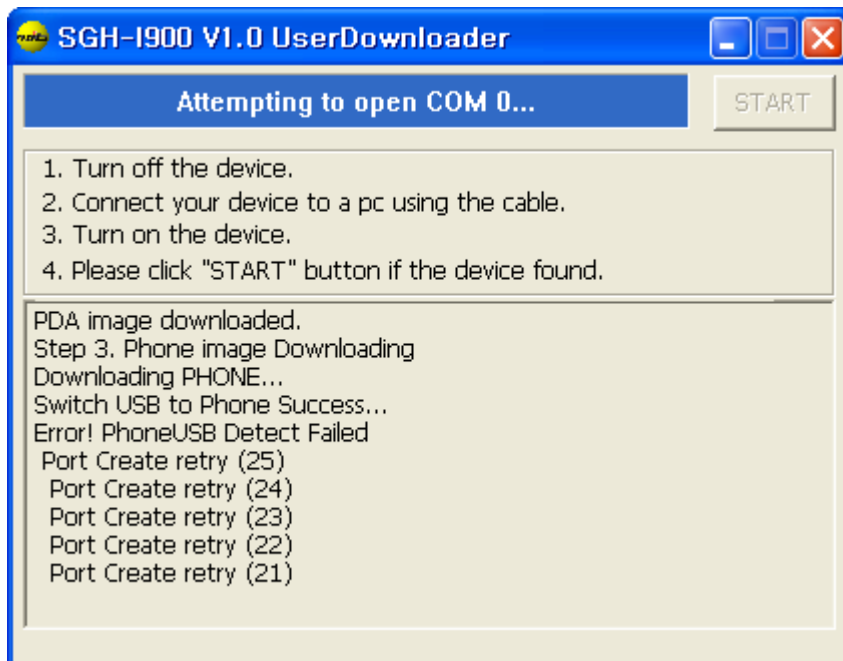 SGH-I900 V1.0 UserDownloader
Attempting to open COM 0...
START
1. Turn off the device.
2. Connect your device to a pc using the cable.
3. Turn on the device.
4. Please click "START" button if the device found.
PDA image downloaded.
Step 3. Phone image Downloading
Downloading PHONE...
Switch USB to Phone Success...
Error! PhoneUSB Detect Failed
Port Create retry (25)
Port Create retry (24)
Port Create retry (23)
Port Create retry (22)
Port Create retry (21)